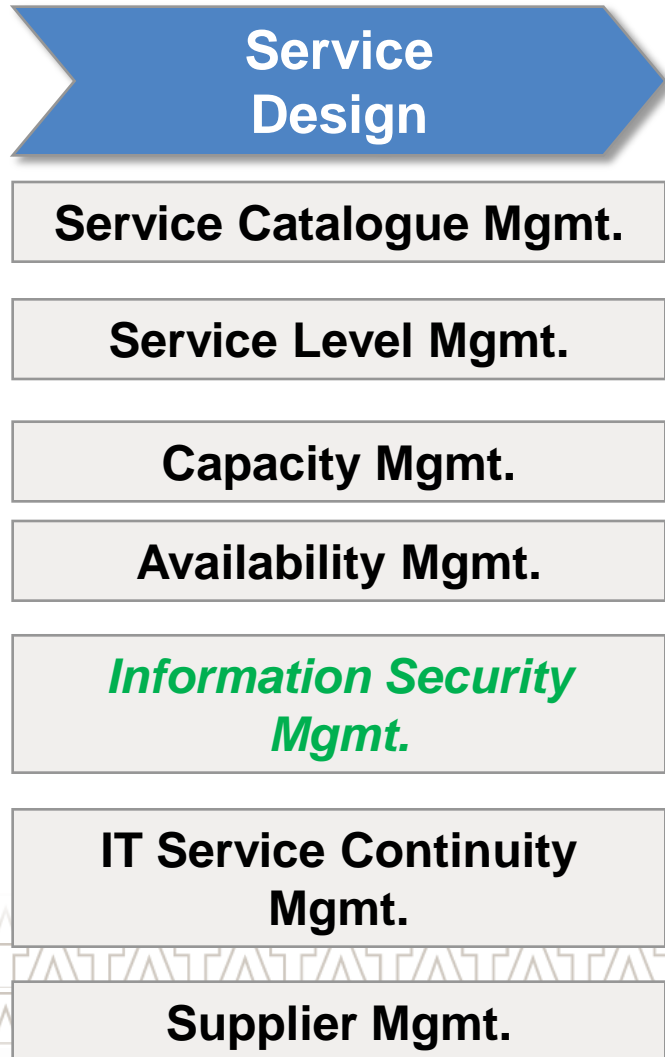 Service
Design
Service Catalogue Mgmt.
Service Level Mgmt.
Capacity Mgmt.
Availability Mgmt.
Information Security
Mgmt.
IT Service Continuity
Mgmt.
TATATATATATATATA
Supplier Mgmt.